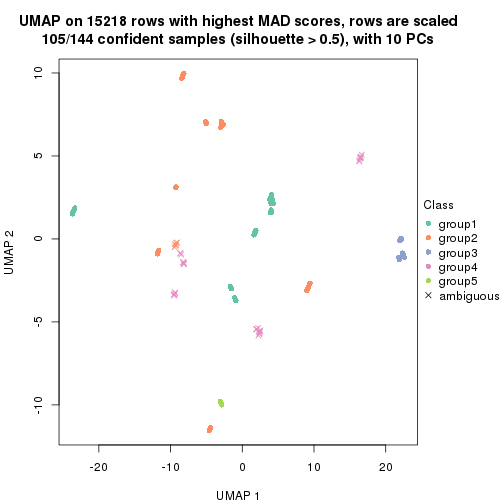 UMAP on 15218 rows with highest MAD scores, rows are scaled
105/144 confident samples (silhouette > 0.5), with 10 PCs
10
5
0
-5
-10
UMAP 2
-20
-10
0
10
20
UMAP 1
Class
group1
group2
group3
group4
group5
ambiguous